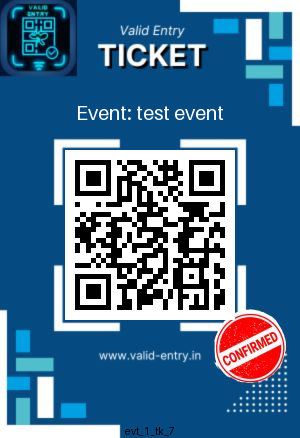 VALID
ENTRY
Valid Entry
TICKET
Event: test event
www.valid-entry.in
CONFIRMED
evt_1_tk_7